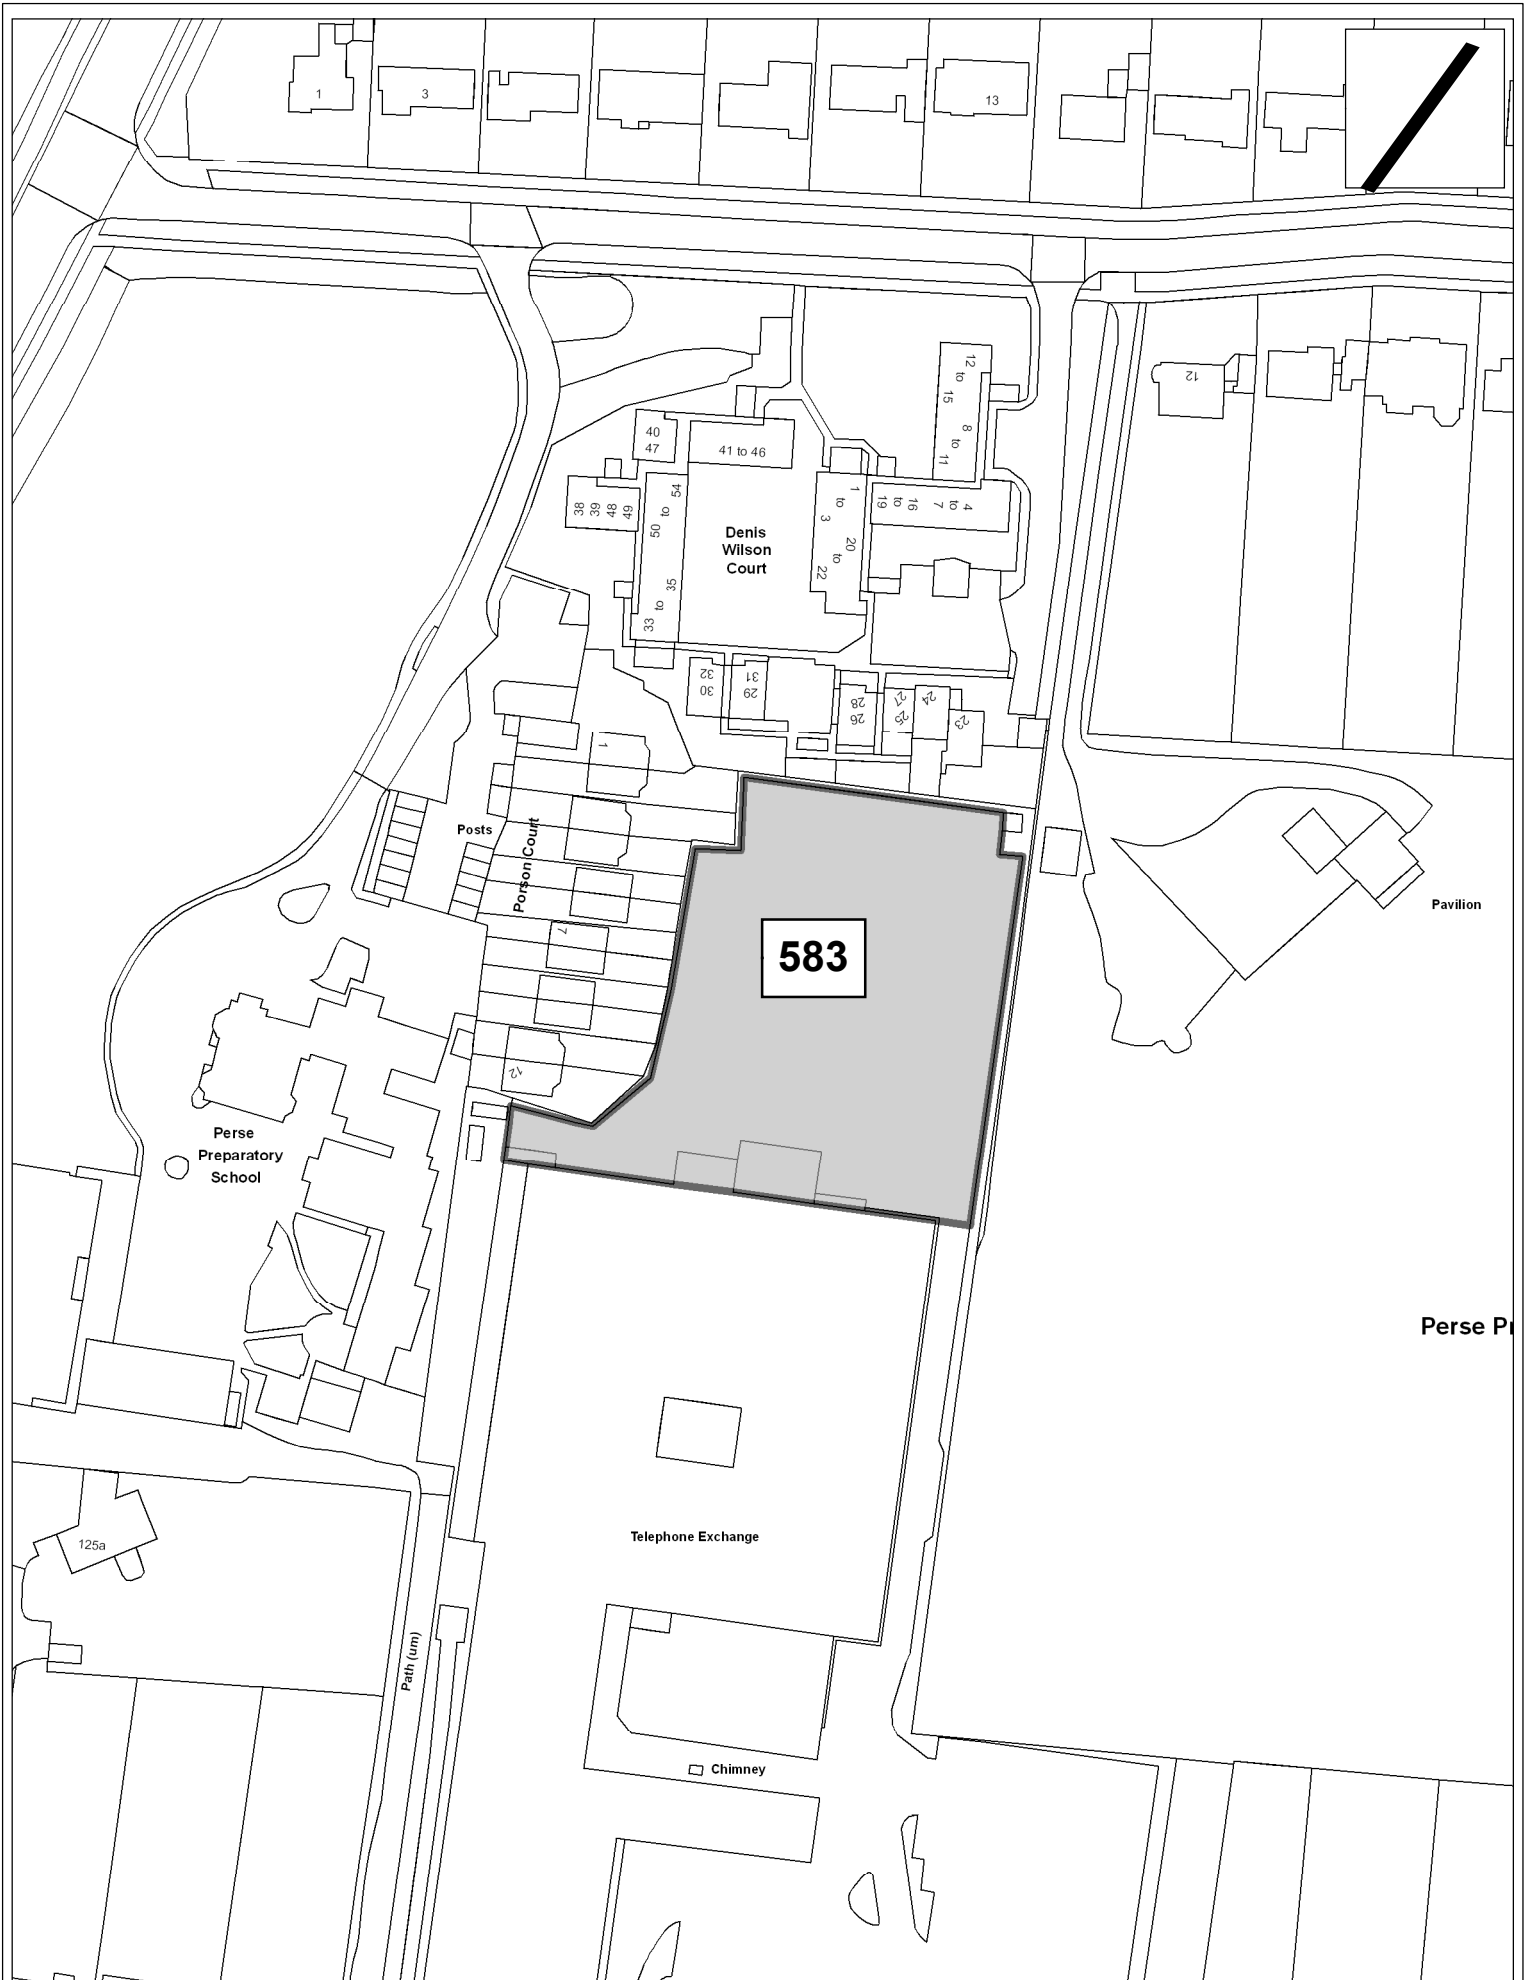 1
3
13
12
12
to
15
8
to
11
40
47
41 to 46
38
39
48
49
50 to 54
33 to 35
Denis
Wilson
Court
1
to
3
20
to
22
19
to
16
7
to
4
32
30
31
29
28
26
27
25
24
23
1
Posts
Porson Court
7
12
583
Pavilion
Perse
Preparatory
School
Perse Pr
Telephone Exchange
125a
Path (um)
Chimney